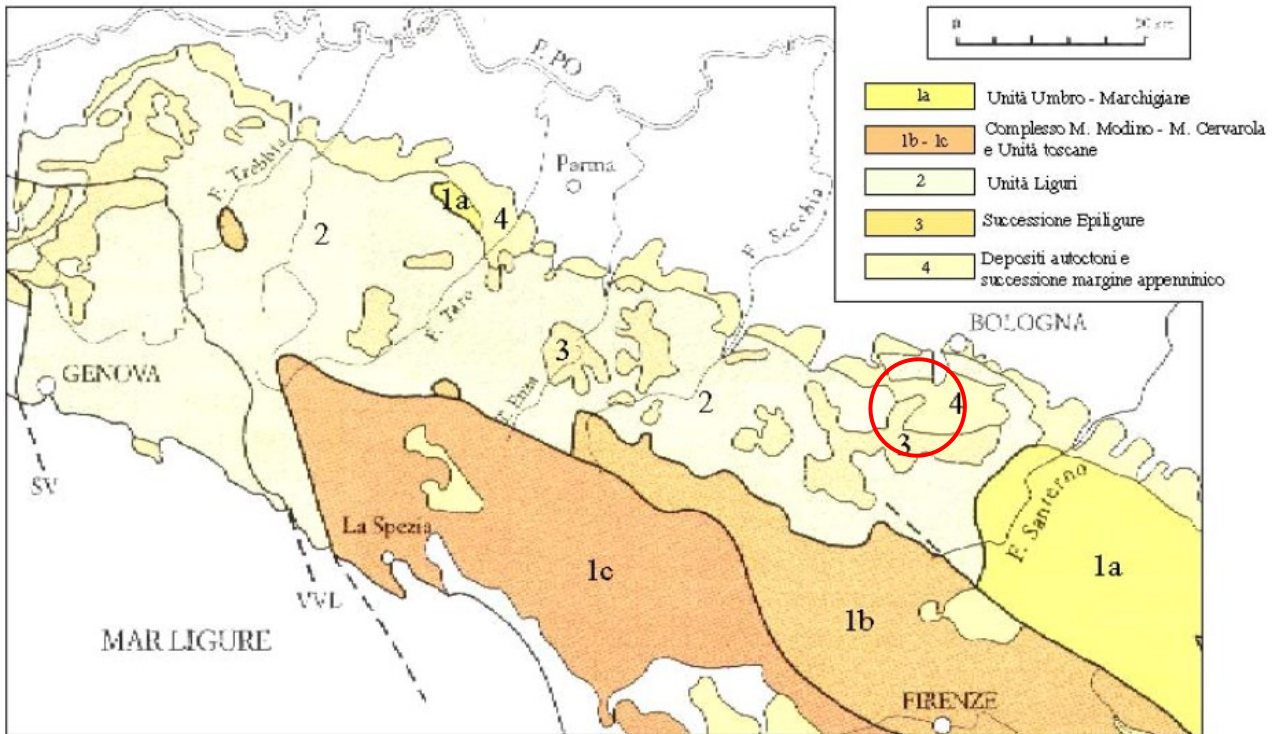 0 50 km
1a Unità Umbro - Marchigiane
1b - 1c Complesso M. Modino - M. Cervarola
e Unità toscane
2 Unità Liguri
3 Successione Epiligure
4 Depositi autoctoni e
successione margine appenninico
F. PO
F. Trebbia
Parma
1a
4
2
F. Secchia
F. Taro
BOLOGNA
GENOVA
3
F. Enza
2
4
3
SV
La Spezia
F. Santerno
1c
1a
VVL
1b
MAR LIGURE
FIRENZE